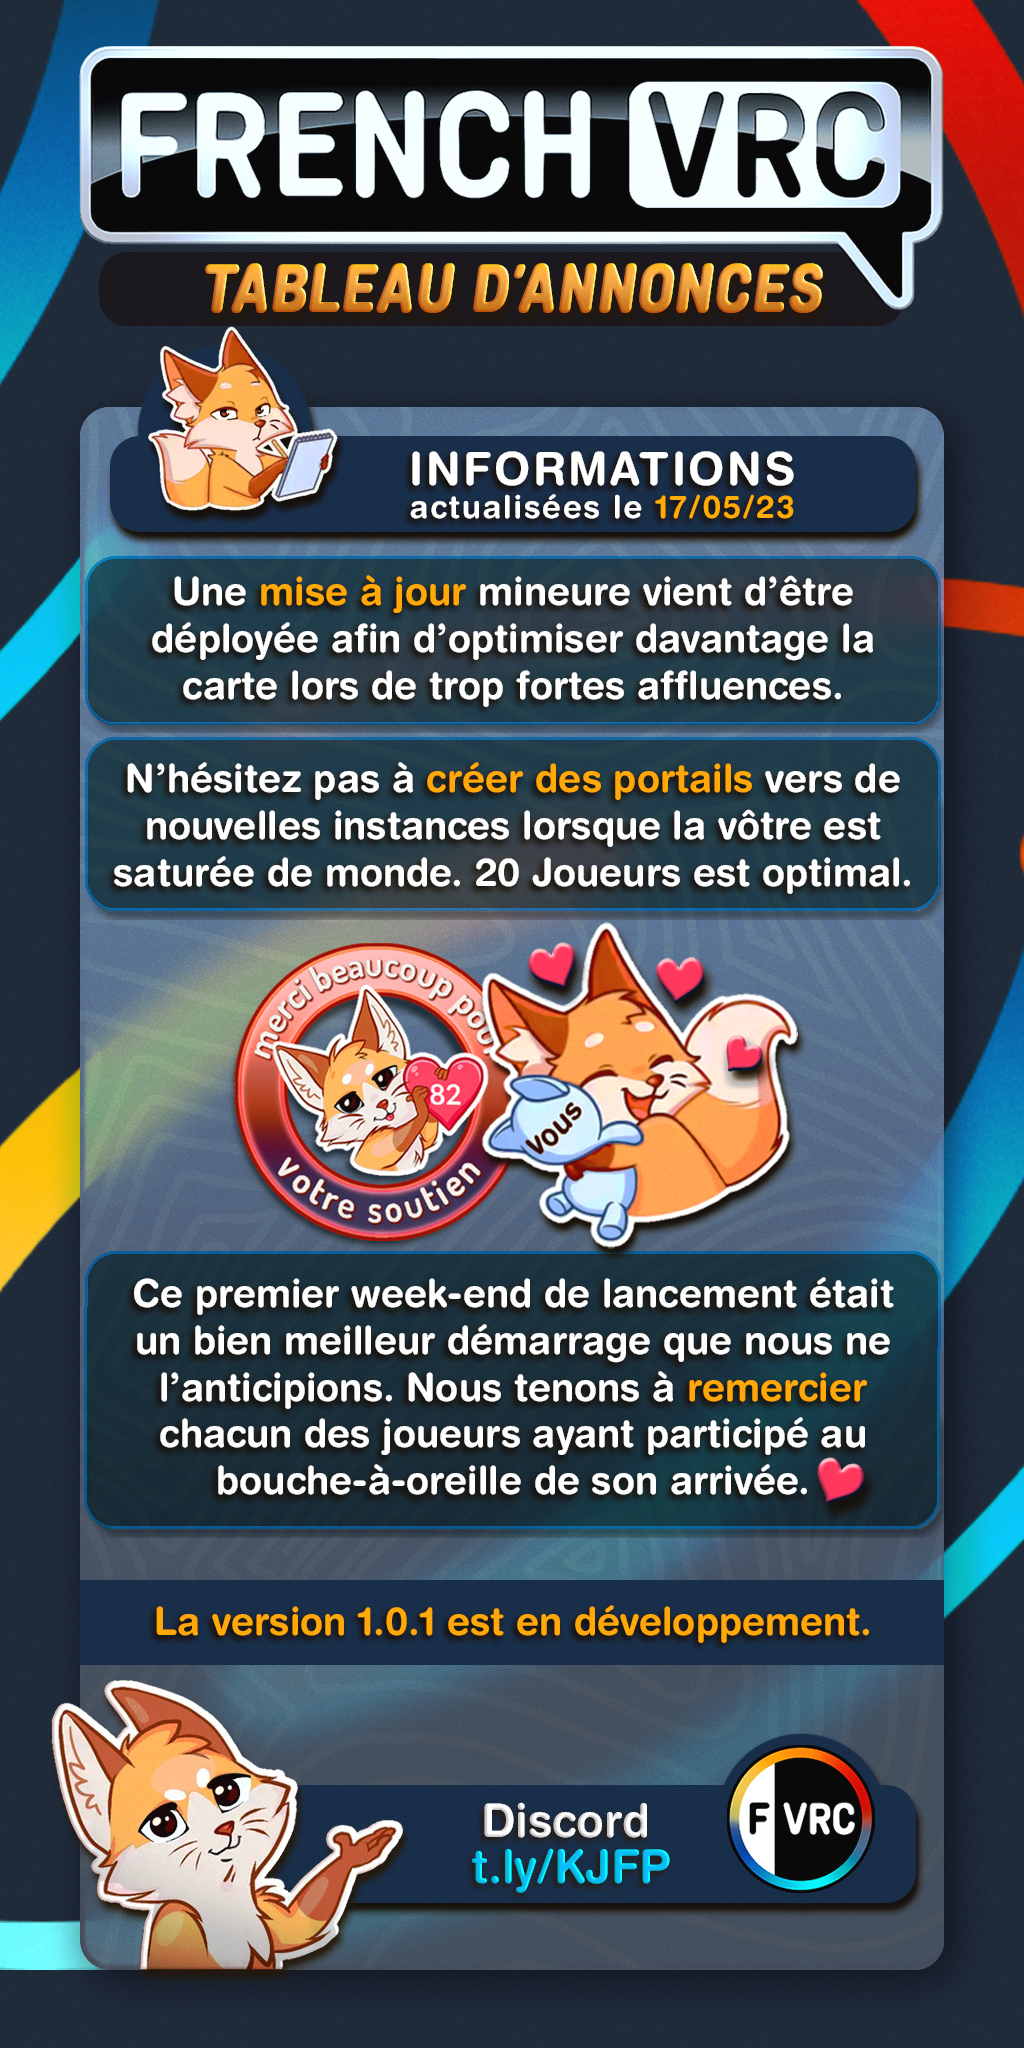 FRENCH VRC
TABLEAU D'ANNONCES
INFORMATIONS
actualisées le 17/05/23
Une mise à jour mineure vient d'être
déployée afin d'optimiser davantage la
carte lors de trop fortes affluences.
N'hésitez pas à créer des portails vers de
nouvelles instances lorsque la vôtre est
saturée de monde. 20 Joueurs est optimal.
merci beaucoup pour
82
votre soutien
vous
Ce premier week-end de lancement était
un bien meilleur démarrage que nous ne
l'anticipions. Nous tenons à remercier
chacun des joueurs ayant participé au
bouche-à-oreille de son arrivée.
La version 1.0.1 est en développement.
Discord
t.ly/KJFP
F VRC